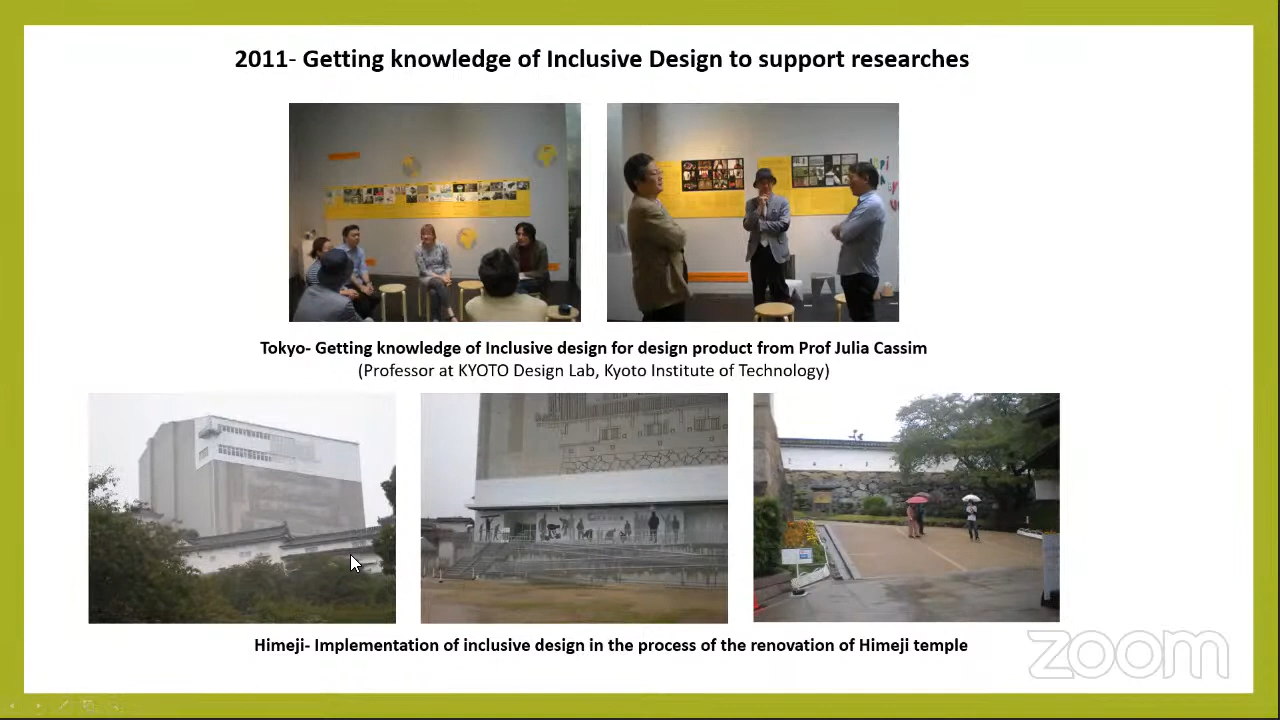 2011- Getting knowledge of Inclusive Design to support researches
Tokyo- Getting knowledge of Inclusive design for design product from Prof Julia Cassim
(Professor at KYOTO Design Lab, Kyoto Institute of Technology)
Himeji- Implementation of inclusive design in the process of the renovation of Himeji temple
zoom